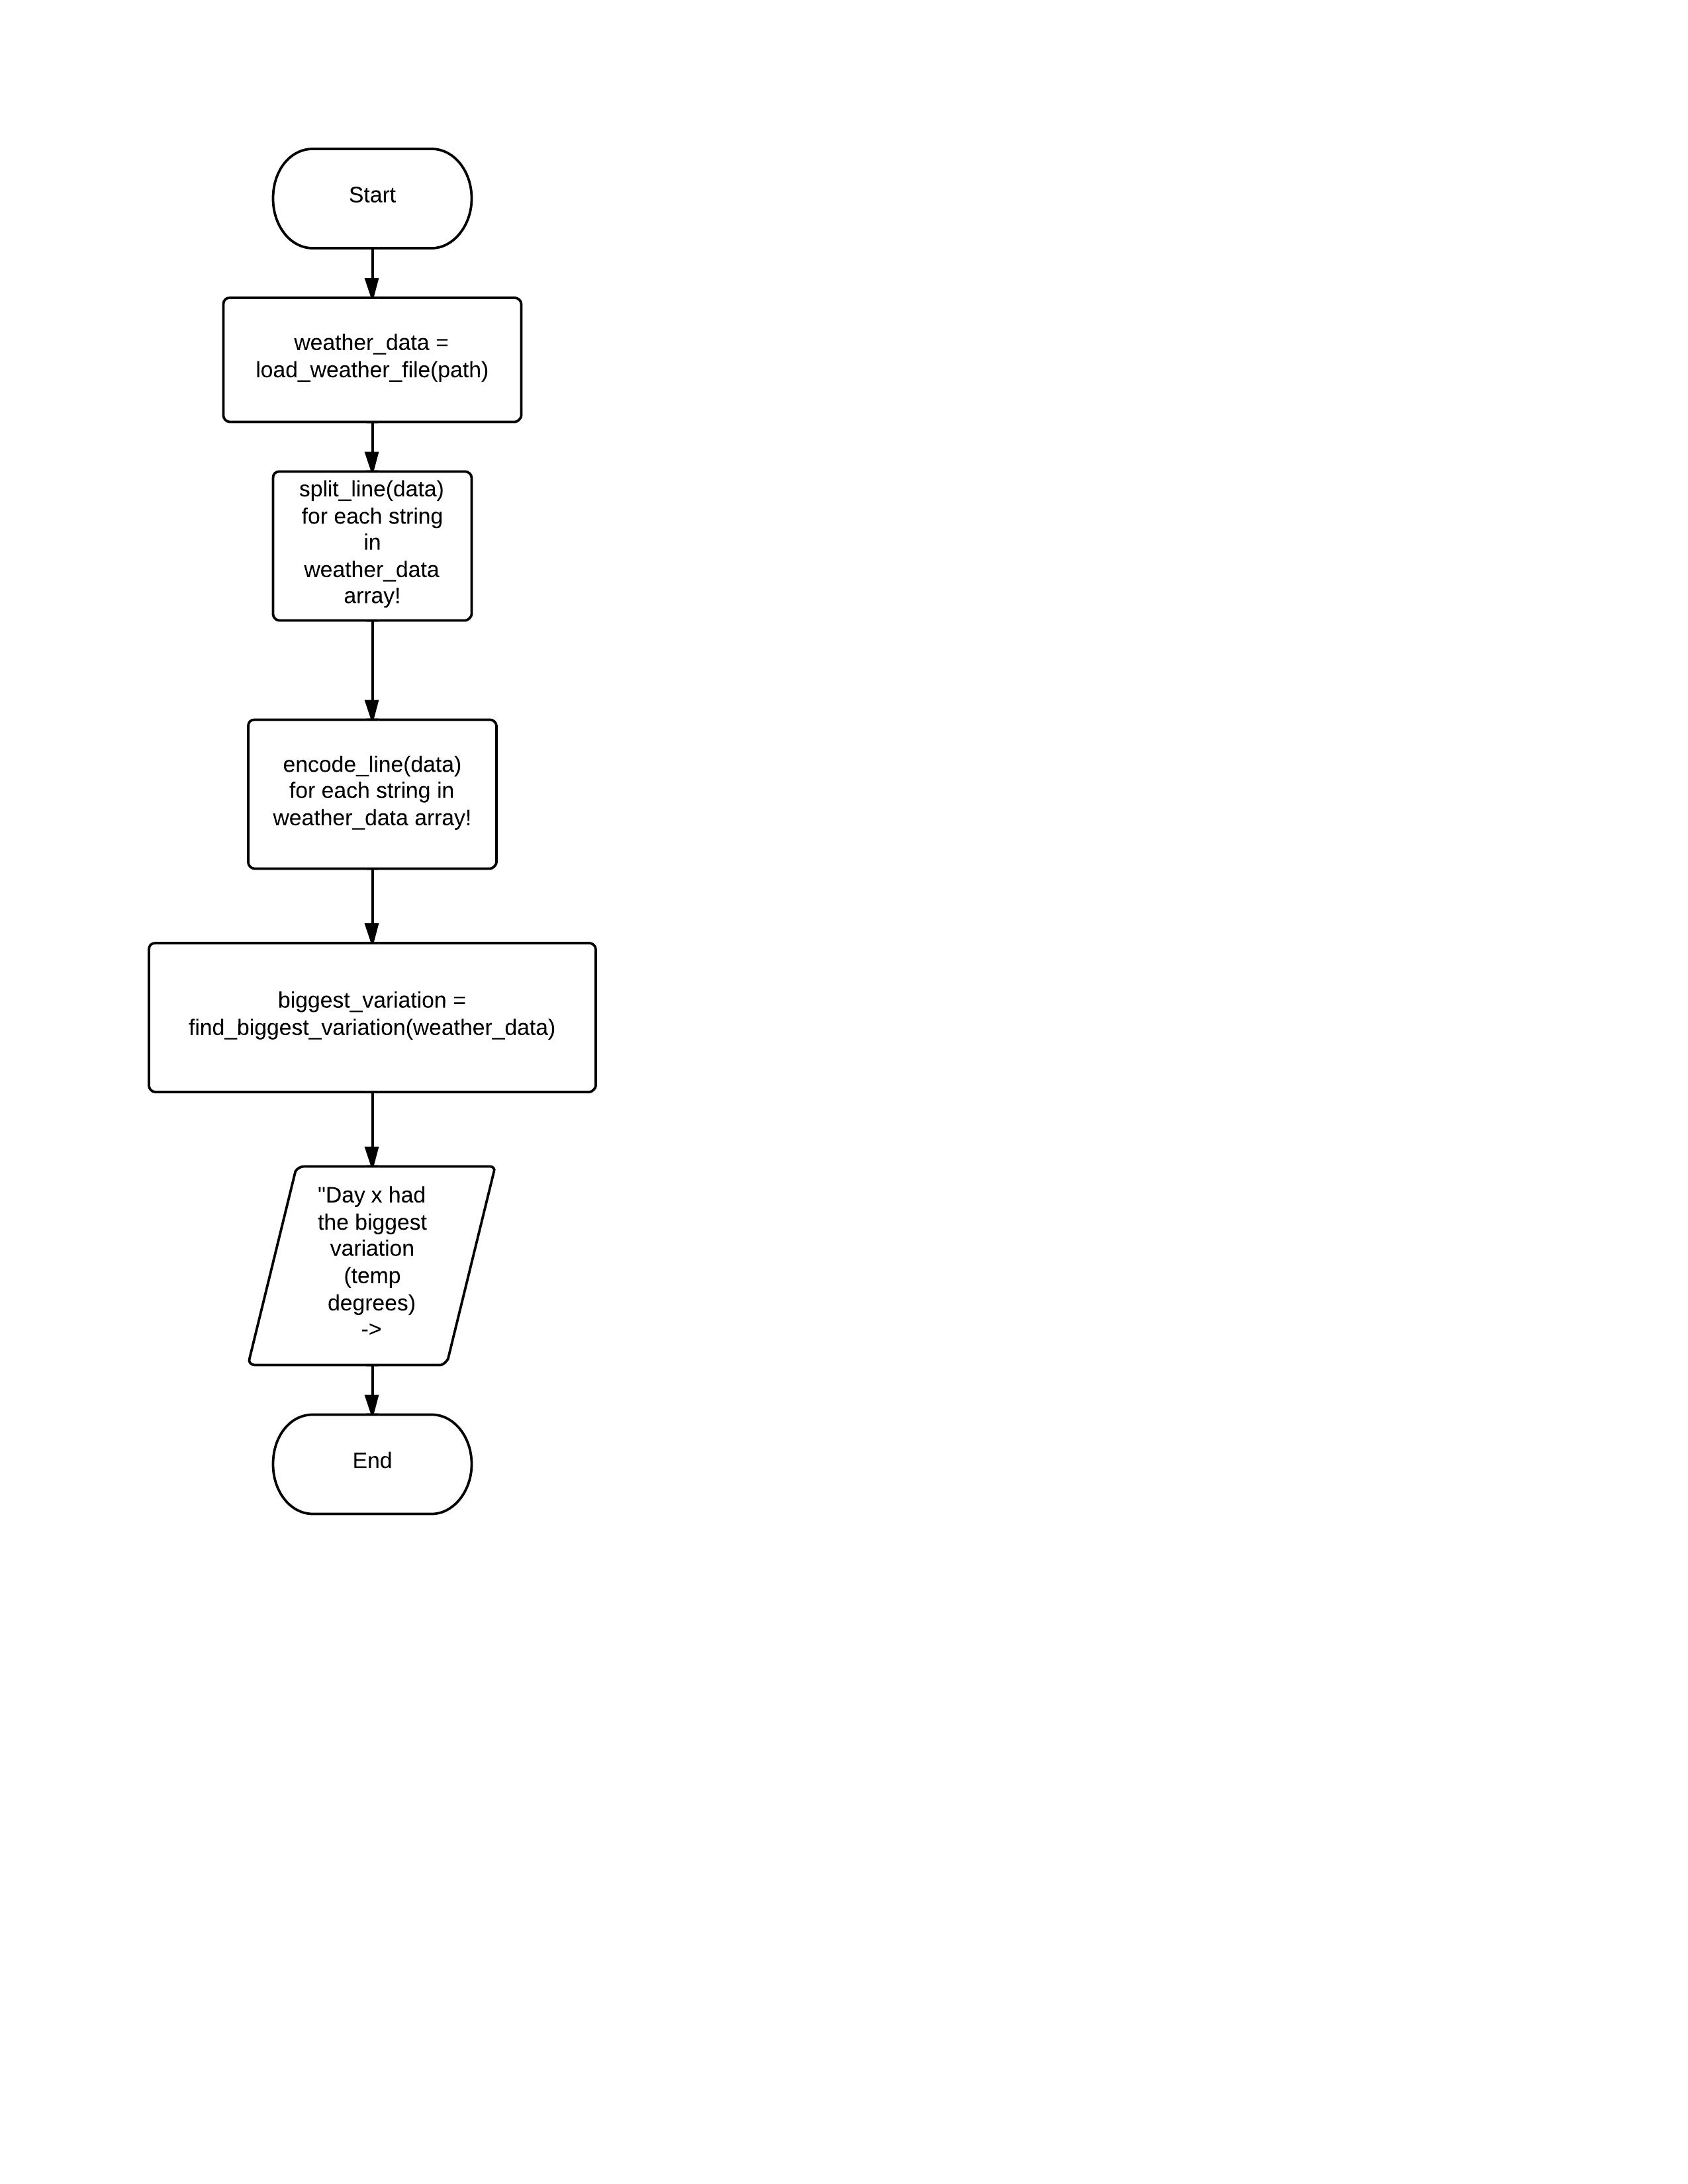 Start
weather_data =
load_weather_file(path)
split_line(data)
for each string
in
weather_data
array!
encode_line(data)
for each string in
weather_data array!
biggest_variation =
find_biggest_variation(weather_data)
"Day x had
the biggest
variation
(temp
degrees)
->
End